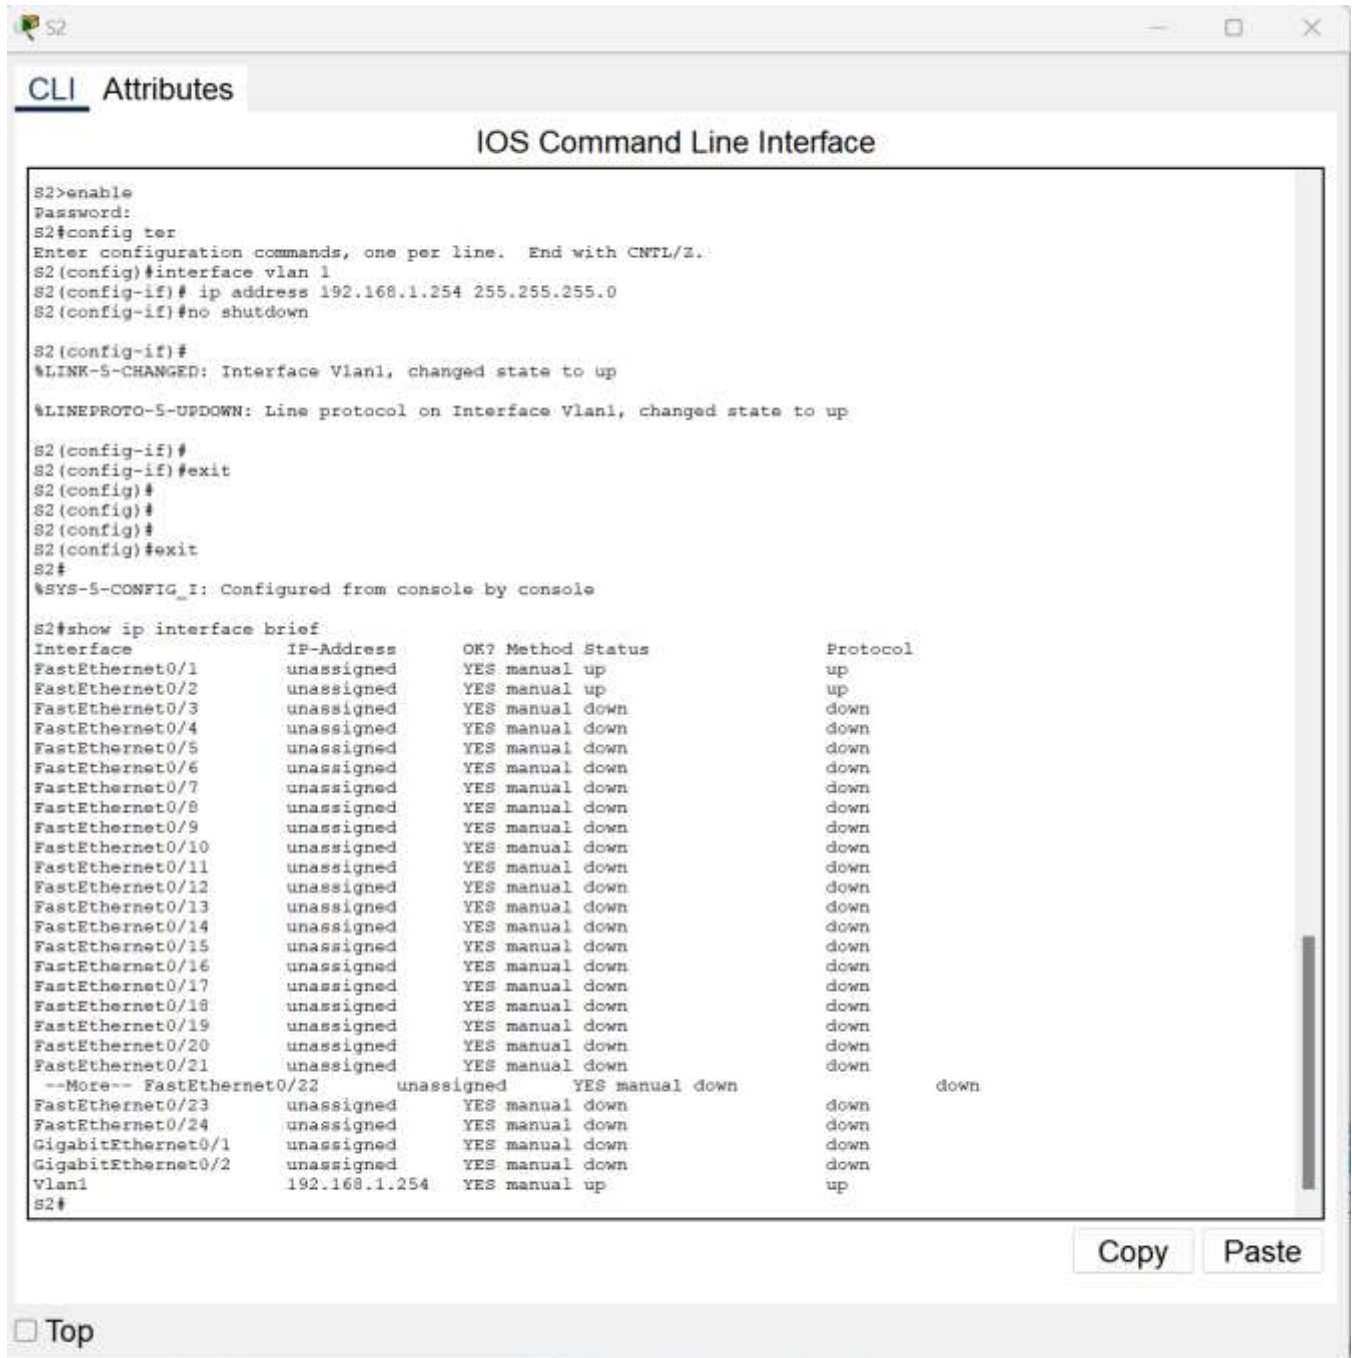 S2
CLI Attributes
IOS Command Line Interface
S2>enable
Password:
S2#config ter
Enter configuration commands, one per line.  End with CNTL/Z.
S2(config)#interface vlan 1
S2(config-if)# ip address 192.168.1.254 255.255.255.0
S2(config-if)#no shutdown
S2(config-if)#
%LINK-5-CHANGED: Interface Vlan1, changed state to up
%LINEPROTO-5-UPDOWN: Line protocol on Interface Vlan1, changed state to up
S2(config-if)#
S2(config-if)#exit
S2(config)#
S2(config)#
S2(config)#
S2(config)#exit
S2#
%SYS-5-CONFIG_I: Configured from console by console
S2#show ip interface brief
Interface IP-Address OK? Method Status Protocol
FastEthernet0/1 unassigned YES manual up up
FastEthernet0/2 unassigned YES manual up up
FastEthernet0/3 unassigned YES manual down down
FastEthernet0/4 unassigned YES manual down down
FastEthernet0/5 unassigned YES manual down down
FastEthernet0/6 unassigned YES manual down down
FastEthernet0/7 unassigned YES manual down down
FastEthernet0/8 unassigned YES manual down down
FastEthernet0/9 unassigned YES manual down down
FastEthernet0/10 unassigned YES manual down down
FastEthernet0/11 unassigned YES manual down down
FastEthernet0/12 unassigned YES manual down down
FastEthernet0/13 unassigned YES manual down down
FastEthernet0/14 unassigned YES manual down down
FastEthernet0/15 unassigned YES manual down down
FastEthernet0/16 unassigned YES manual down down
FastEthernet0/17 unassigned YES manual down down
FastEthernet0/18 unassigned YES manual down down
FastEthernet0/19 unassigned YES manual down down
FastEthernet0/20 unassigned YES manual down down
FastEthernet0/21 unassigned YES manual down down
--More-- FastEthernet0/22 unassigned YES manual down down
FastEthernet0/23 unassigned YES manual down down
FastEthernet0/24 unassigned YES manual down down
GigabitEthernet0/1 unassigned YES manual down down
GigabitEthernet0/2 unassigned YES manual down down
Vlan1 192.168.1.254 YES manual up up
S2#
Copy Paste
Top